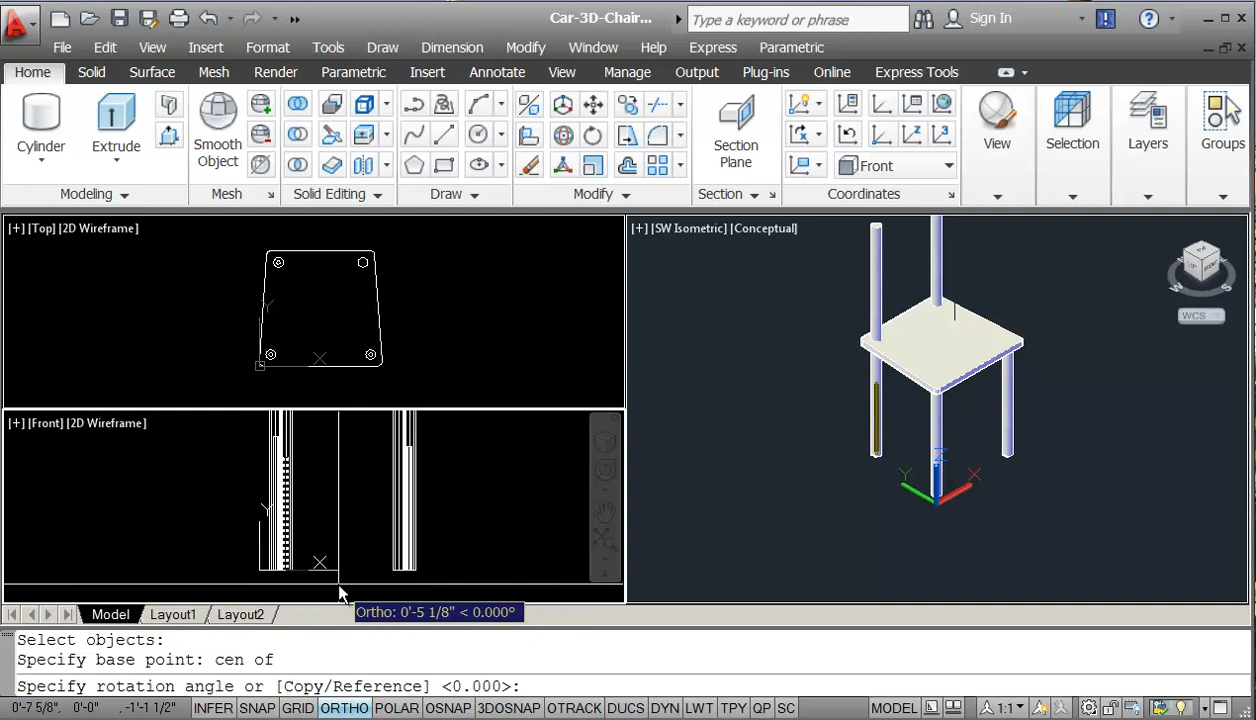 Car-3D-Chair...
Type a keyword or phrase
Sign In
File Edit View Insert Format Tools Draw Dimension Modify Window Help Express Parametric
Home Solid Surface Mesh Render Parametric Insert Annotate View Manage Plug-ins Online Output Express Tools
Cylinder
Extrude
Smooth
Object
Section
Plane
Front
View
Selection
Layers
Groups
Modeling
Mesh
Solid Editing
Draw
Modify
Section
Coordinates
[+] [Top] [2D Wireframe]
Y
X
[+] [SW Isometric] [Conceptual]
W
S
WCS
Z
Y
X
[+] [Front] [2D Wireframe]
Y
X
Ortho: 0'-5 1/8" < 0.000°
Model Layout1 Layout2
Select objects:
Specify base point: cen of
Specify rotation angle or [Copy/Reference] <0.000>:
0'-7 5/8", 0'-0" , -1'-1 1/2" INFER SNAP GRID ORTHO POLAR OSNAP 3DOSNAP OTRACK DUCS DYN LWT TPY QP SC MODEL 1:1